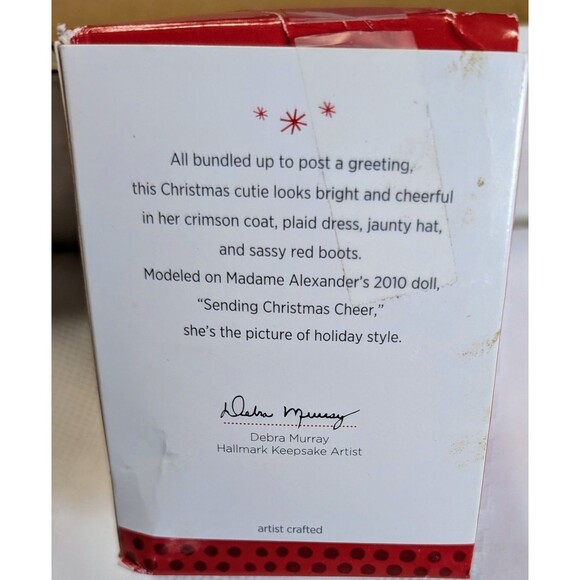 All bundled up to post a greeting,
this Christmas cutie looks bright and cheerful
in her crimson coat, plaid dress, jaunty hat,
and sassy red boots.
Modeled on Madame Alexander's 2010 doll,
“Sending Christmas Cheer,”
she's the picture of holiday style.
Debra Murray
Debra Murray
Hallmark Keepsake Artist
artist crafted